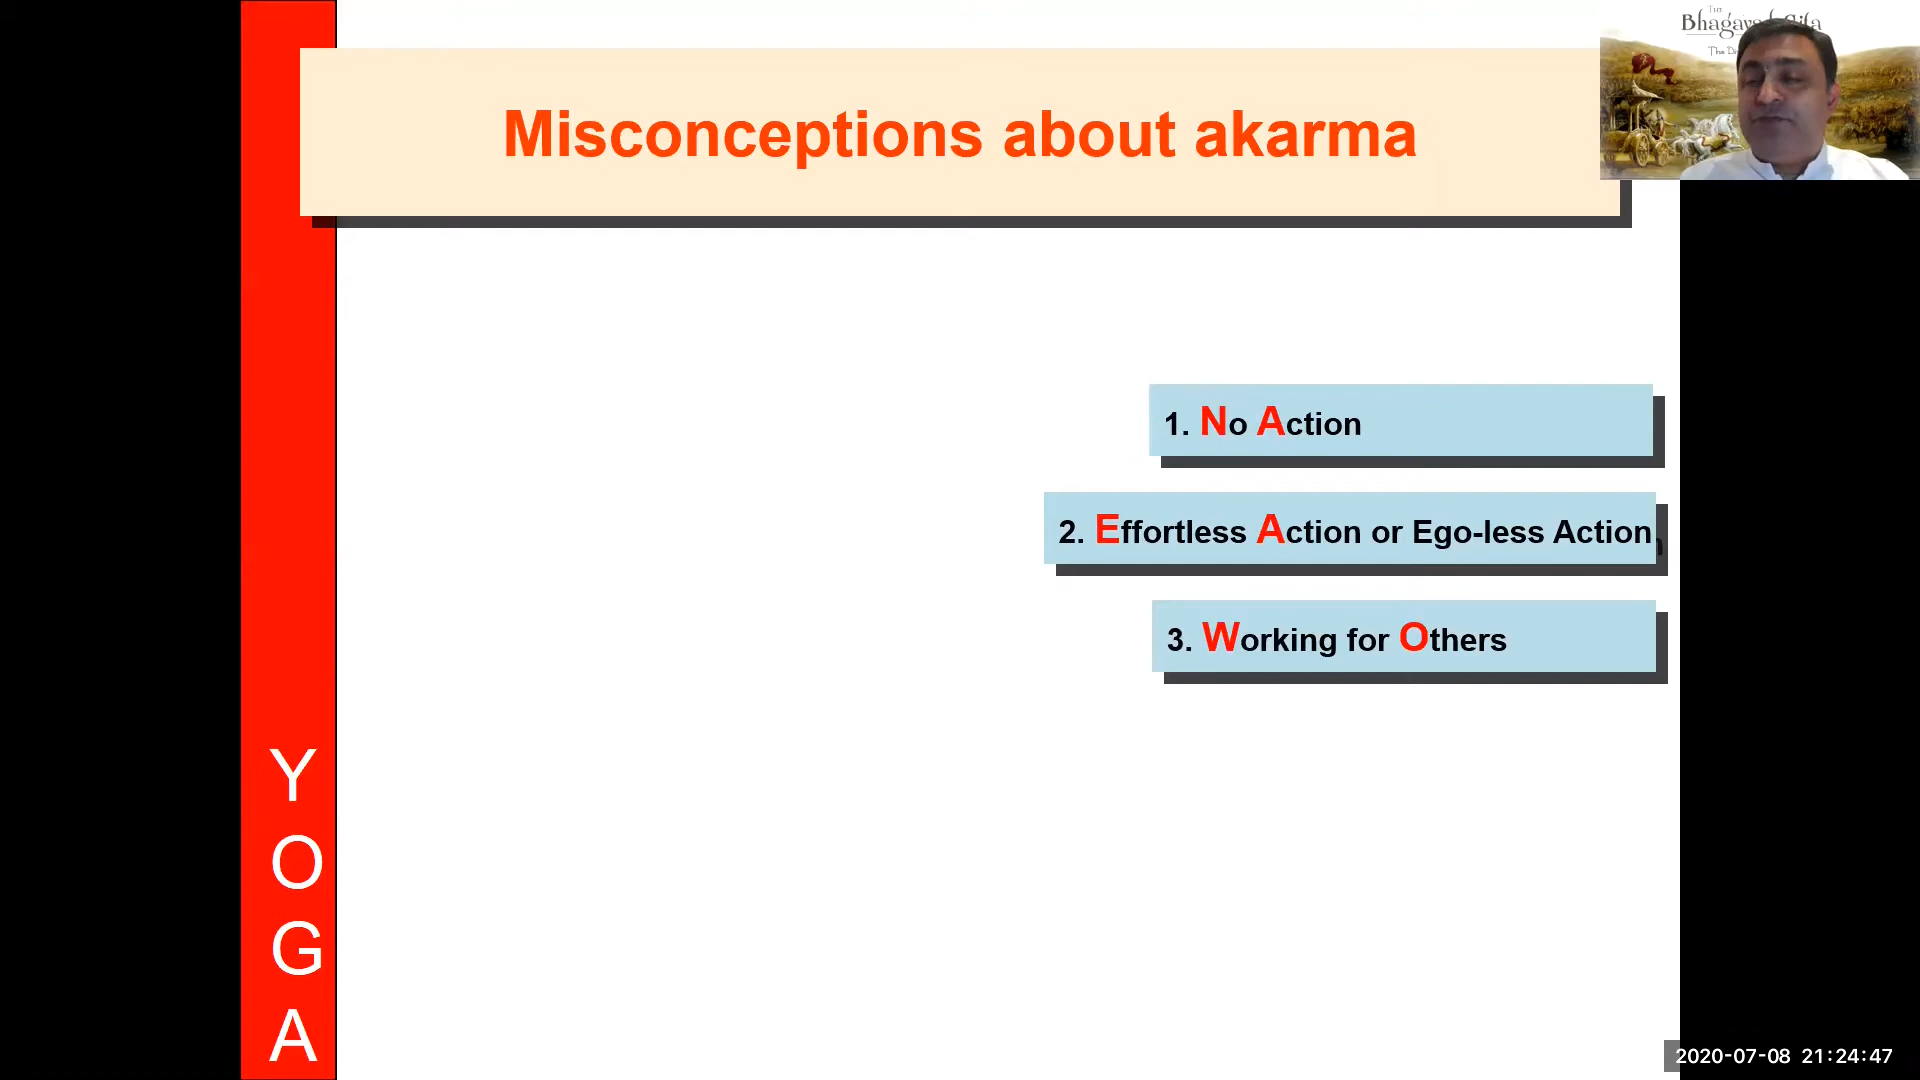 THE
Misconceptions about akarma
1. No Action
2. Effortless Action or Ego-less Action
3. Working for Others
Y
O
G
A
2020-07-08 21:24:47